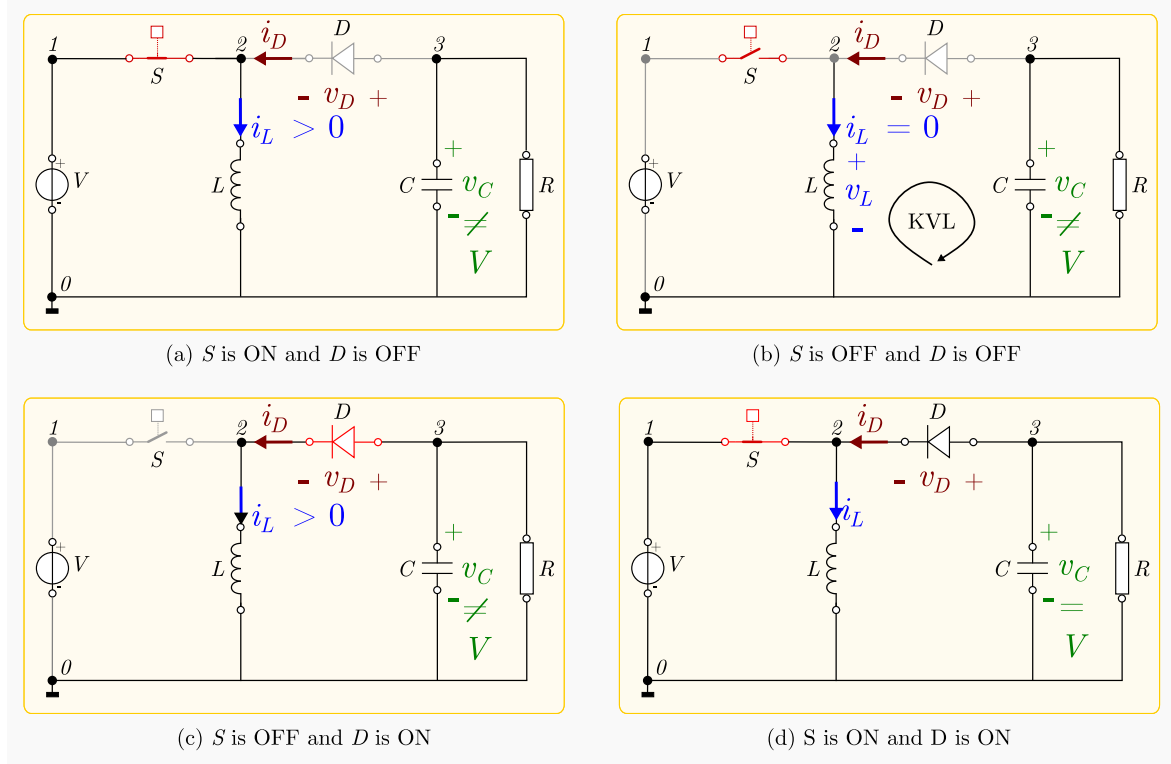 1 S 2 i_D D 3
- v_D +
i_L > 0
+ - V
L
C
+ v_C - ≠ V
R
0
(a) S is ON and D is OFF
1 S 2 i_D D 3
- v_D +
i_L = 0
+ - V
L
+ v_L -
KVL
C
+ v_C - ≠ V
R
0
(b) S is OFF and D is OFF
1 S 2 i_D D 3
- v_D +
i_L > 0
+ - V
L
C
+ v_C - ≠ V
R
0
(c) S is OFF and D is ON
1 S 2 i_D D 3
- v_D +
i_L
+ - V
L
C
+ v_C - = V
R
0
(d) S is ON and D is ON